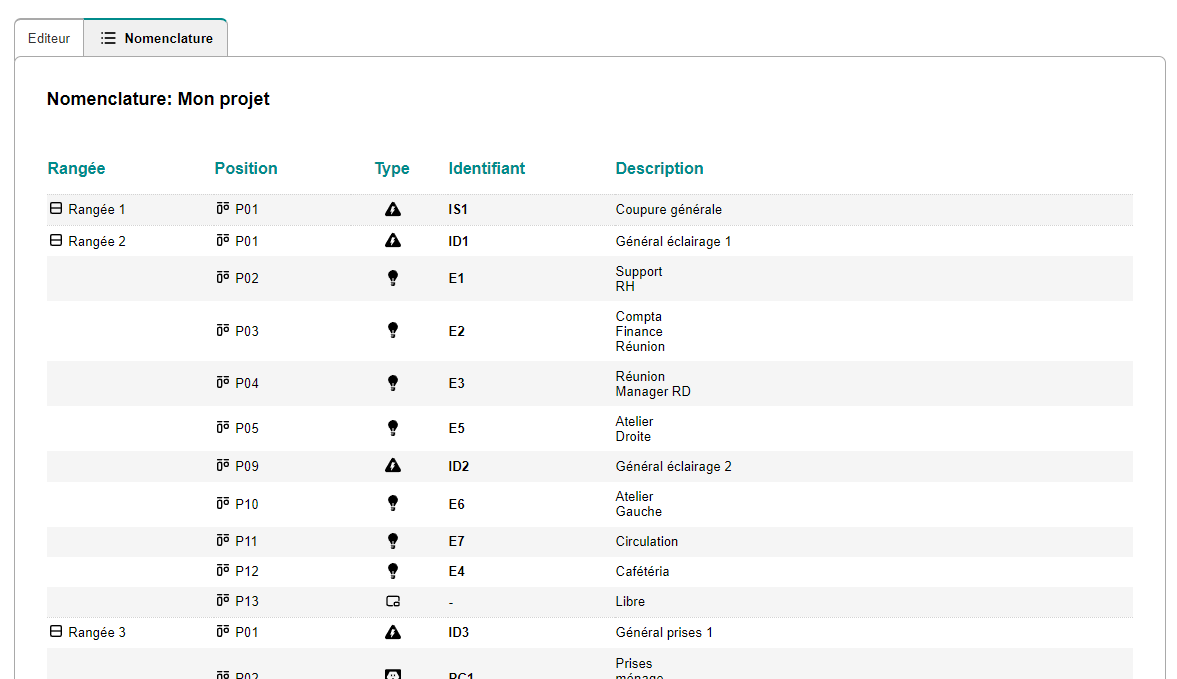 Editeur
Nomenclature
Nomenclature: Mon projet
Rangée Position Type Identifiant Description
Rangée 1 P01 IS1 Coupure générale
Rangée 2 P01 ID1 Général éclairage 1
P02 E1 Support
RH
P03 E2 Compta
Finance
Réunion
P04 E3 Réunion
Manager RD
P05 E5 Atelier
Droite
P09 ID2 Général éclairage 2
P10 E6 Atelier
Gauche
P11 E7 Circulation
P12 E4 Cafétéria
P13 - Libre
Rangée 3 P01 ID3 Général prises 1
P02 PC1 Prises
ménage